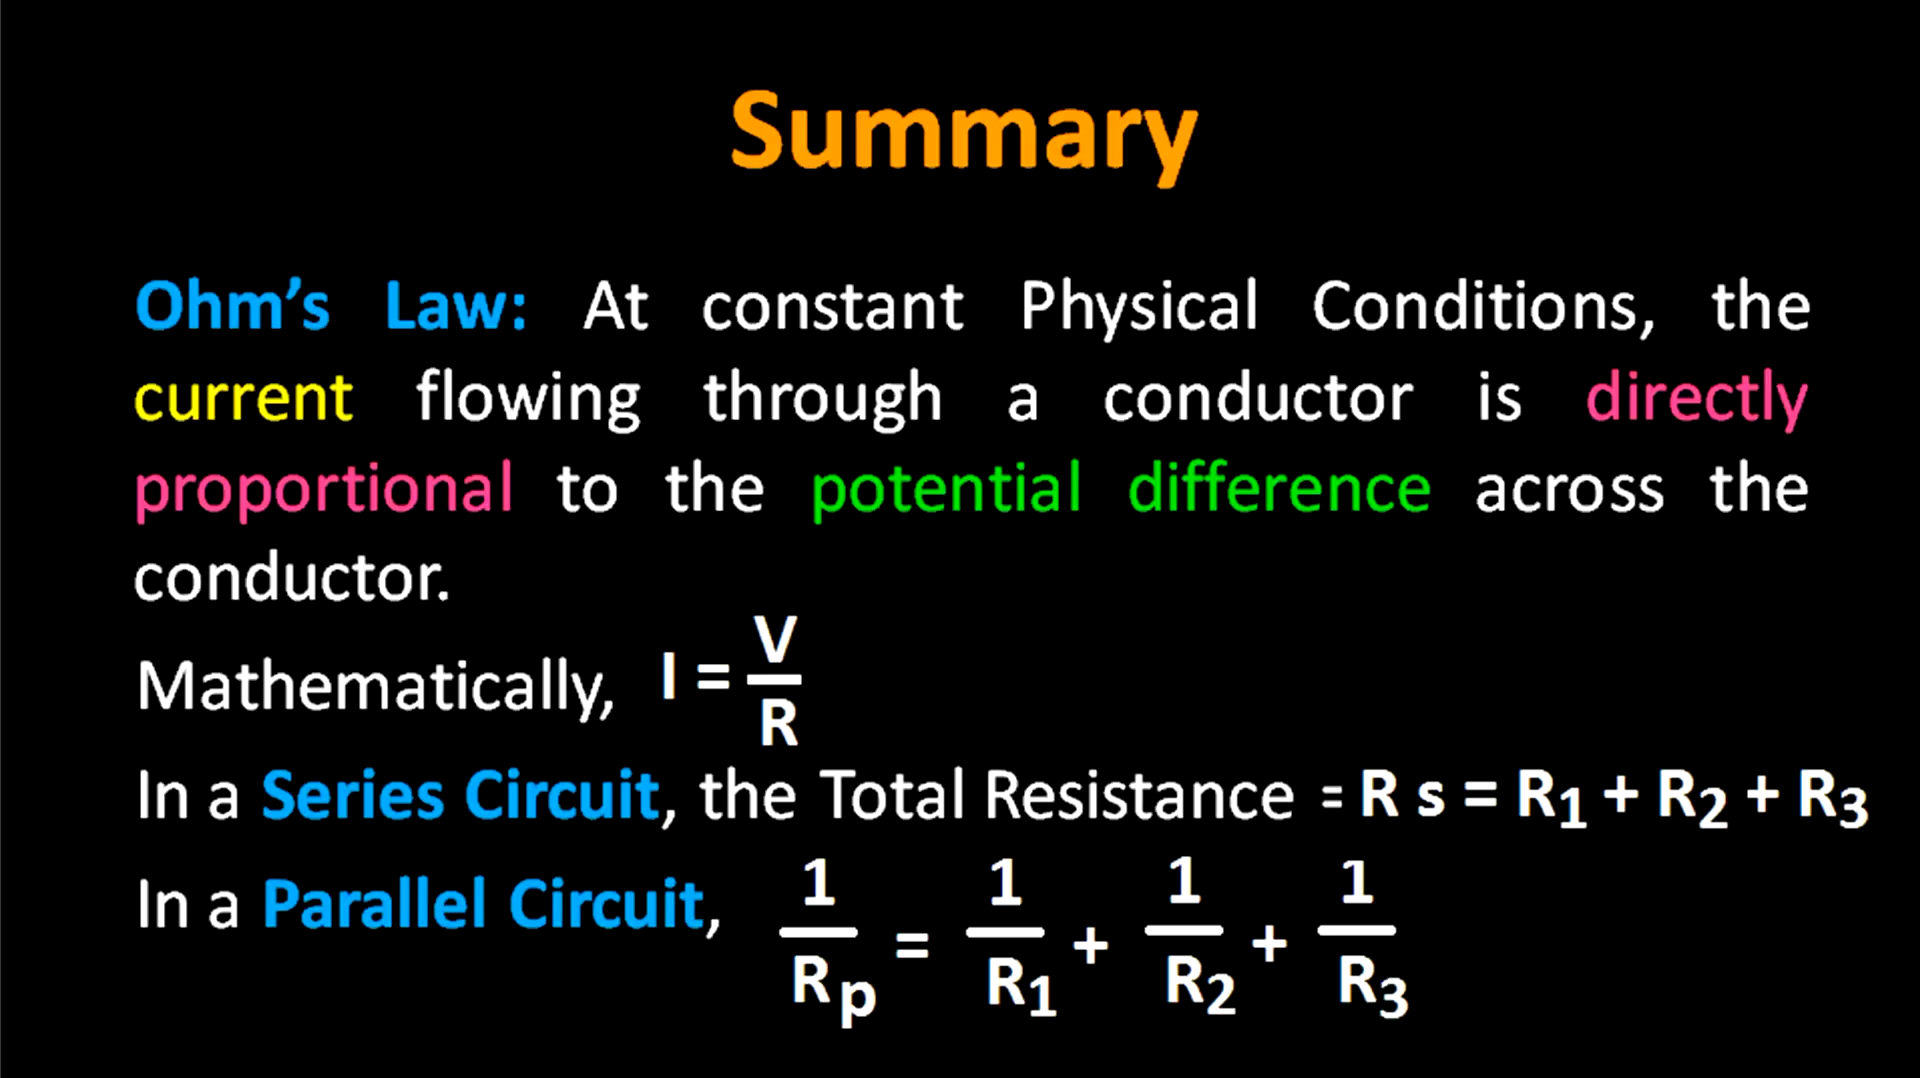 Summary
Ohm’s Law: At constant Physical Conditions, the
current flowing through a conductor is directly
proportional to the potential difference across the
conductor.
Mathematically, I = V/R
In a Series Circuit, the Total Resistance = R s = R₁ + R₂ + R₃
In a Parallel Circuit, 1/Rₚ = 1/R₁ + 1/R₂ + 1/R₃